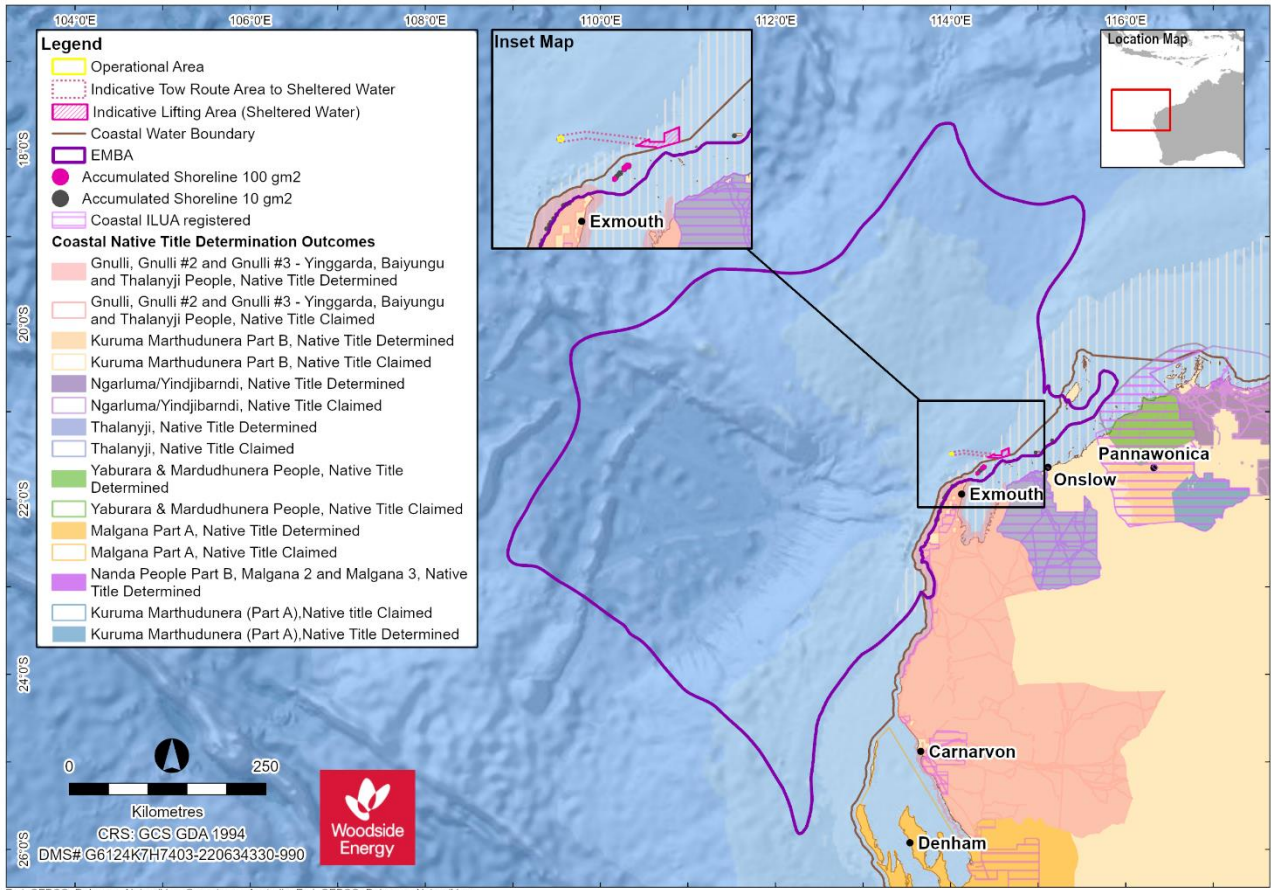 104°0'E 106°0'E 108°0'E 110°0'E 112°0'E 114°0'E 116°0'E
Legend
Operational Area
Indicative Tow Route Area to Sheltered Water
Indicative Lifting Area (Sheltered Water)
Coastal Water Boundary
EMBA
Accumulated Shoreline 100 gm2
Accumulated Shoreline 10 gm2
Coastal ILUA registered
Coastal Native Title Determination Outcomes
Gnulli, Gnulli #2 and Gnulli #3 - Yinggarda, Baiyungu
and Thalanyji People, Native Title Determined
Gnulli, Gnulli #2 and Gnulli #3 - Yinggarda, Baiyungu
and Thalanyji People, Native Title Claimed
Kuruma Marthudunera Part B, Native Title Determined
Kuruma Marthudunera Part B, Native Title Claimed
Ngarluma/Yindjibarndi, Native Title Determined
Ngarluma/Yindjibarndi, Native Title Claimed
Thalanyji, Native Title Determined
Thalanyji, Native Title Claimed
Yaburara & Mardudhunera People, Native Title
Determined
Yaburara & Mardudhunera People, Native Title Claimed
Malgana Part A, Native Title Determined
Malgana Part A, Native Title Claimed
Nanda People Part B, Malgana 2 and Malgana 3, Native
Title Determined
Kuruma Marthudunera (Part A),Native title Claimed
Kuruma Marthudunera (Part A),Native Title Determined
Inset Map
Exmouth
Location Map
18°0'S
20°0'S
22°0'S
24°0'S
26°0'S
Pannawonica
Onslow
Exmouth
Carnarvon
Denham
0 250
Kilometres
CRS: GCS GDA 1994
DMS# G6124K7H7403-220634330-990
Woodside
Energy